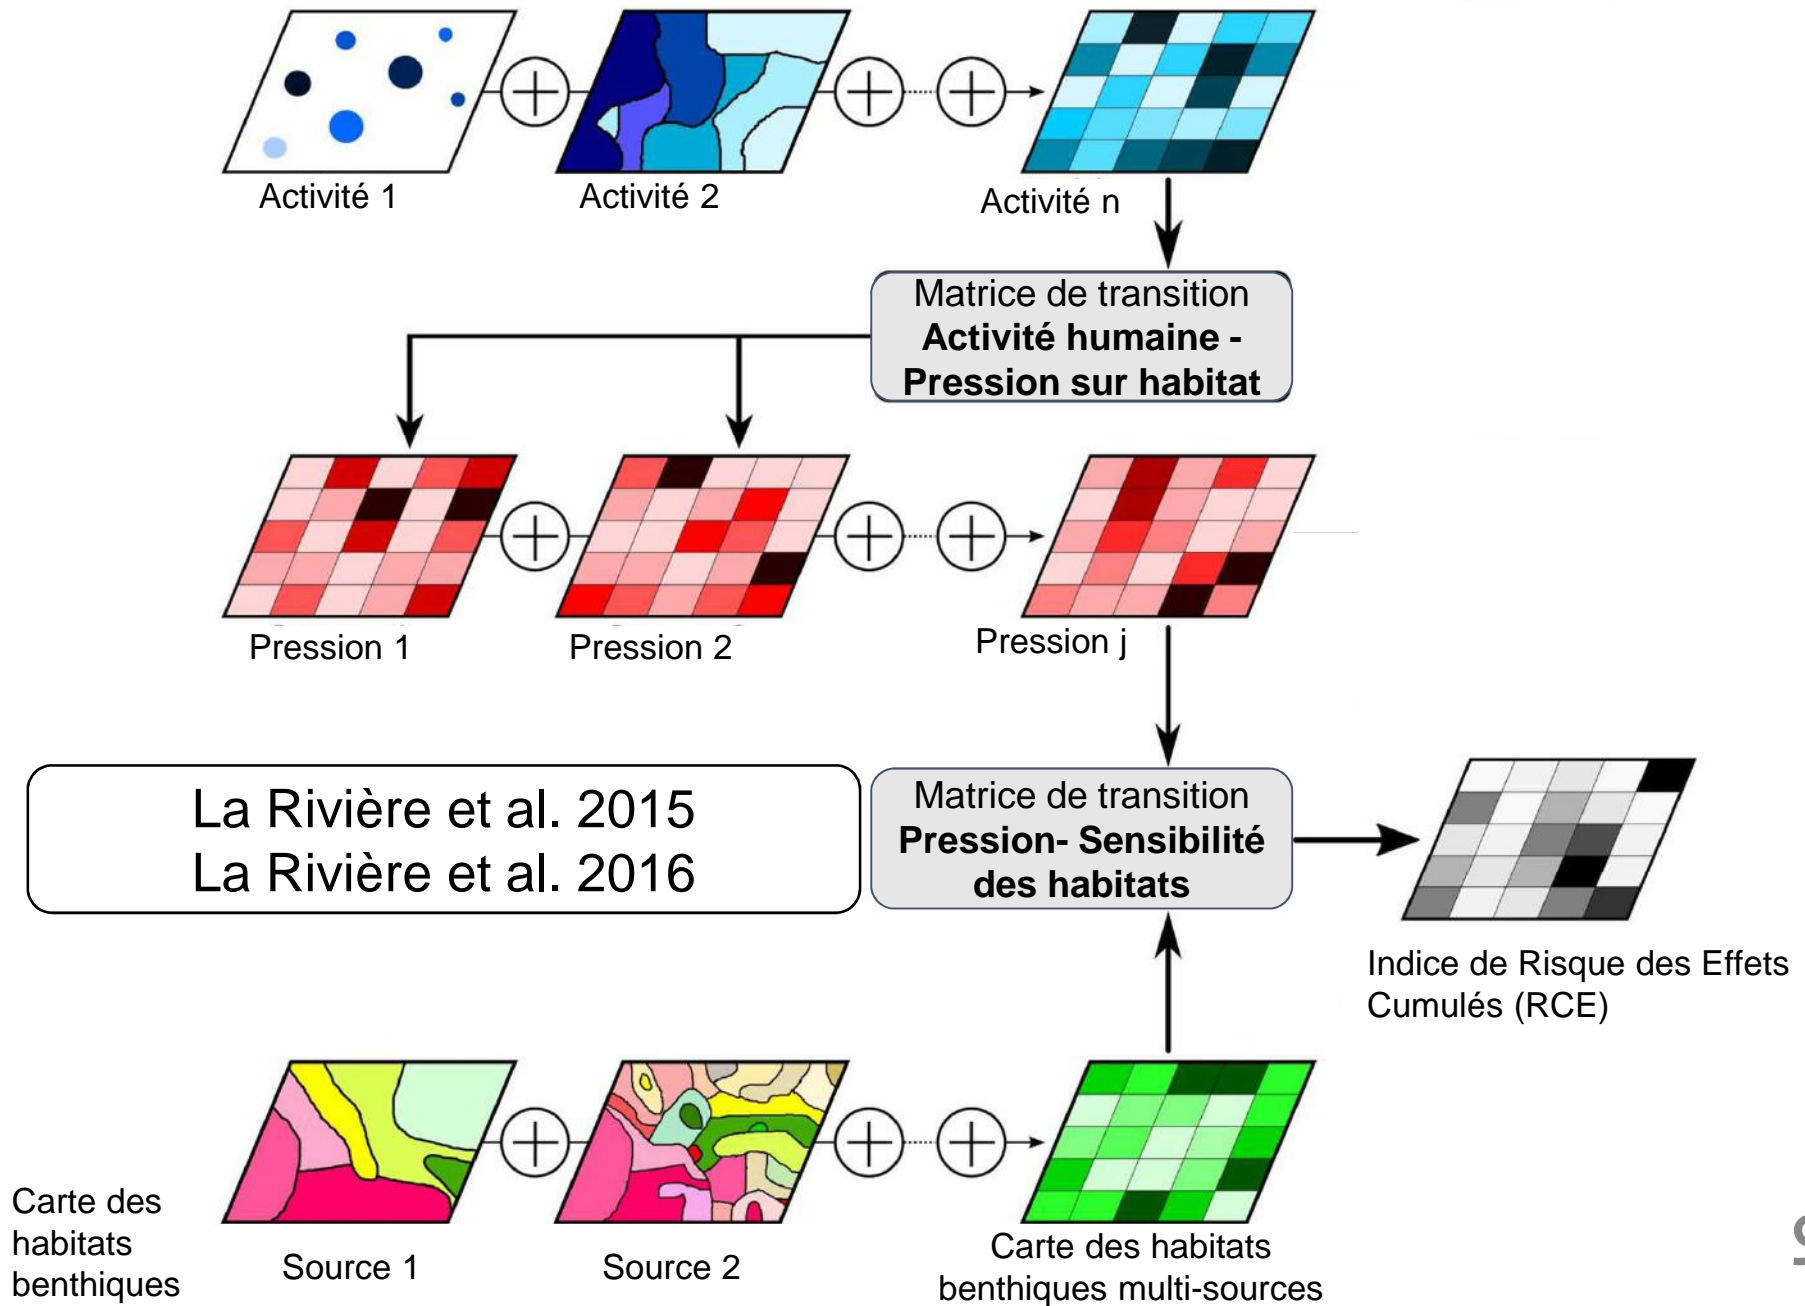 Activité 1
Activité 2
Activité n
Matrice de transition
Activité humaine -
Pression sur habitat
Pression 1
Pression 2
Pression j
La Rivière et al. 2015
La Rivière et al. 2016
Matrice de transition
Pression- Sensibilité
des habitats
Indice de Risque des Effets
Cumulés (RCE)
Carte des
habitats
benthiques
Source 1
Source 2
Carte des habitats
benthiques multi-sources